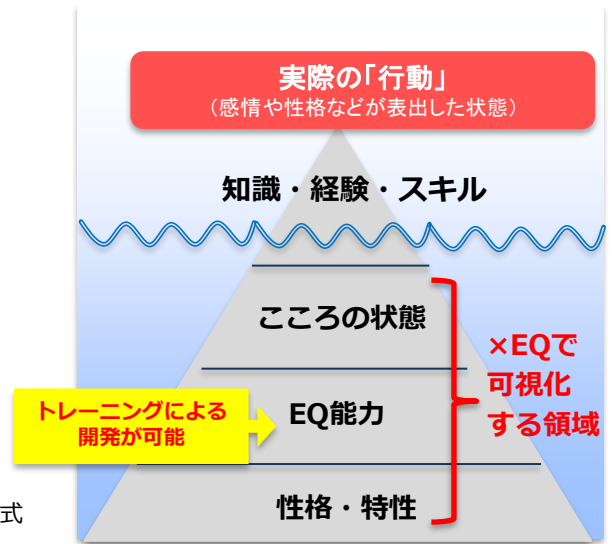 実際の「行動」
（感情や性格などが表出した状態）
知識・経験・スキル
こころの状態
×EQで
可視化
する領域
トレーニングによる
開発が可能
EQ能力
性格・特性
式